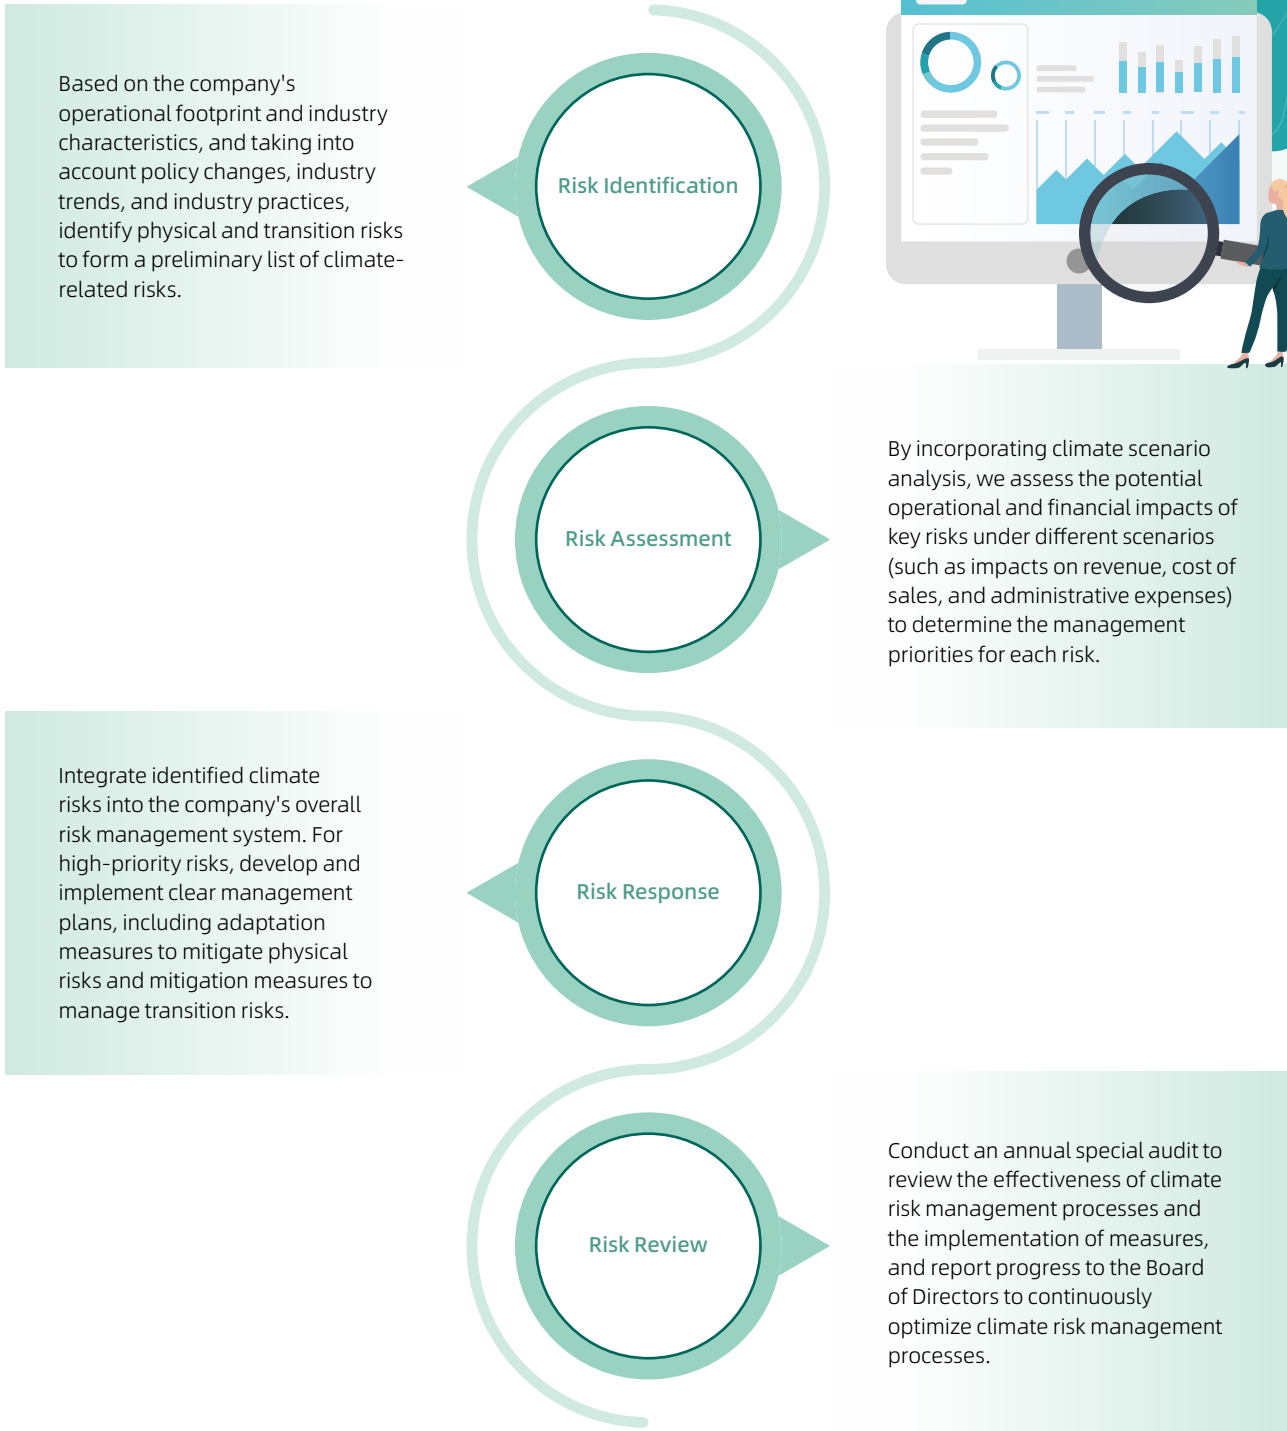 Based on the company's
operational footprint and industry
characteristics, and taking into
account policy changes, industry
trends, and industry practices,
identify physical and transition risks
to form a preliminary list of climate-
related risks.
Risk Identification
Risk Assessment
By incorporating climate scenario
analysis, we assess the potential
operational and financial impacts of
key risks under different scenarios
(such as impacts on revenue, cost of
sales, and administrative expenses)
to determine the management
priorities for each risk.
Integrate identified climate
risks into the company's overall
risk management system. For
high-priority risks, develop and
implement clear management
plans, including adaptation
measures to mitigate physical
risks and mitigation measures to
manage transition risks.
Risk Response
Risk Review
Conduct an annual special audit to
review the effectiveness of climate
risk management processes and
the implementation of measures,
and report progress to the Board
of Directors to continuously
optimize climate risk management
processes.